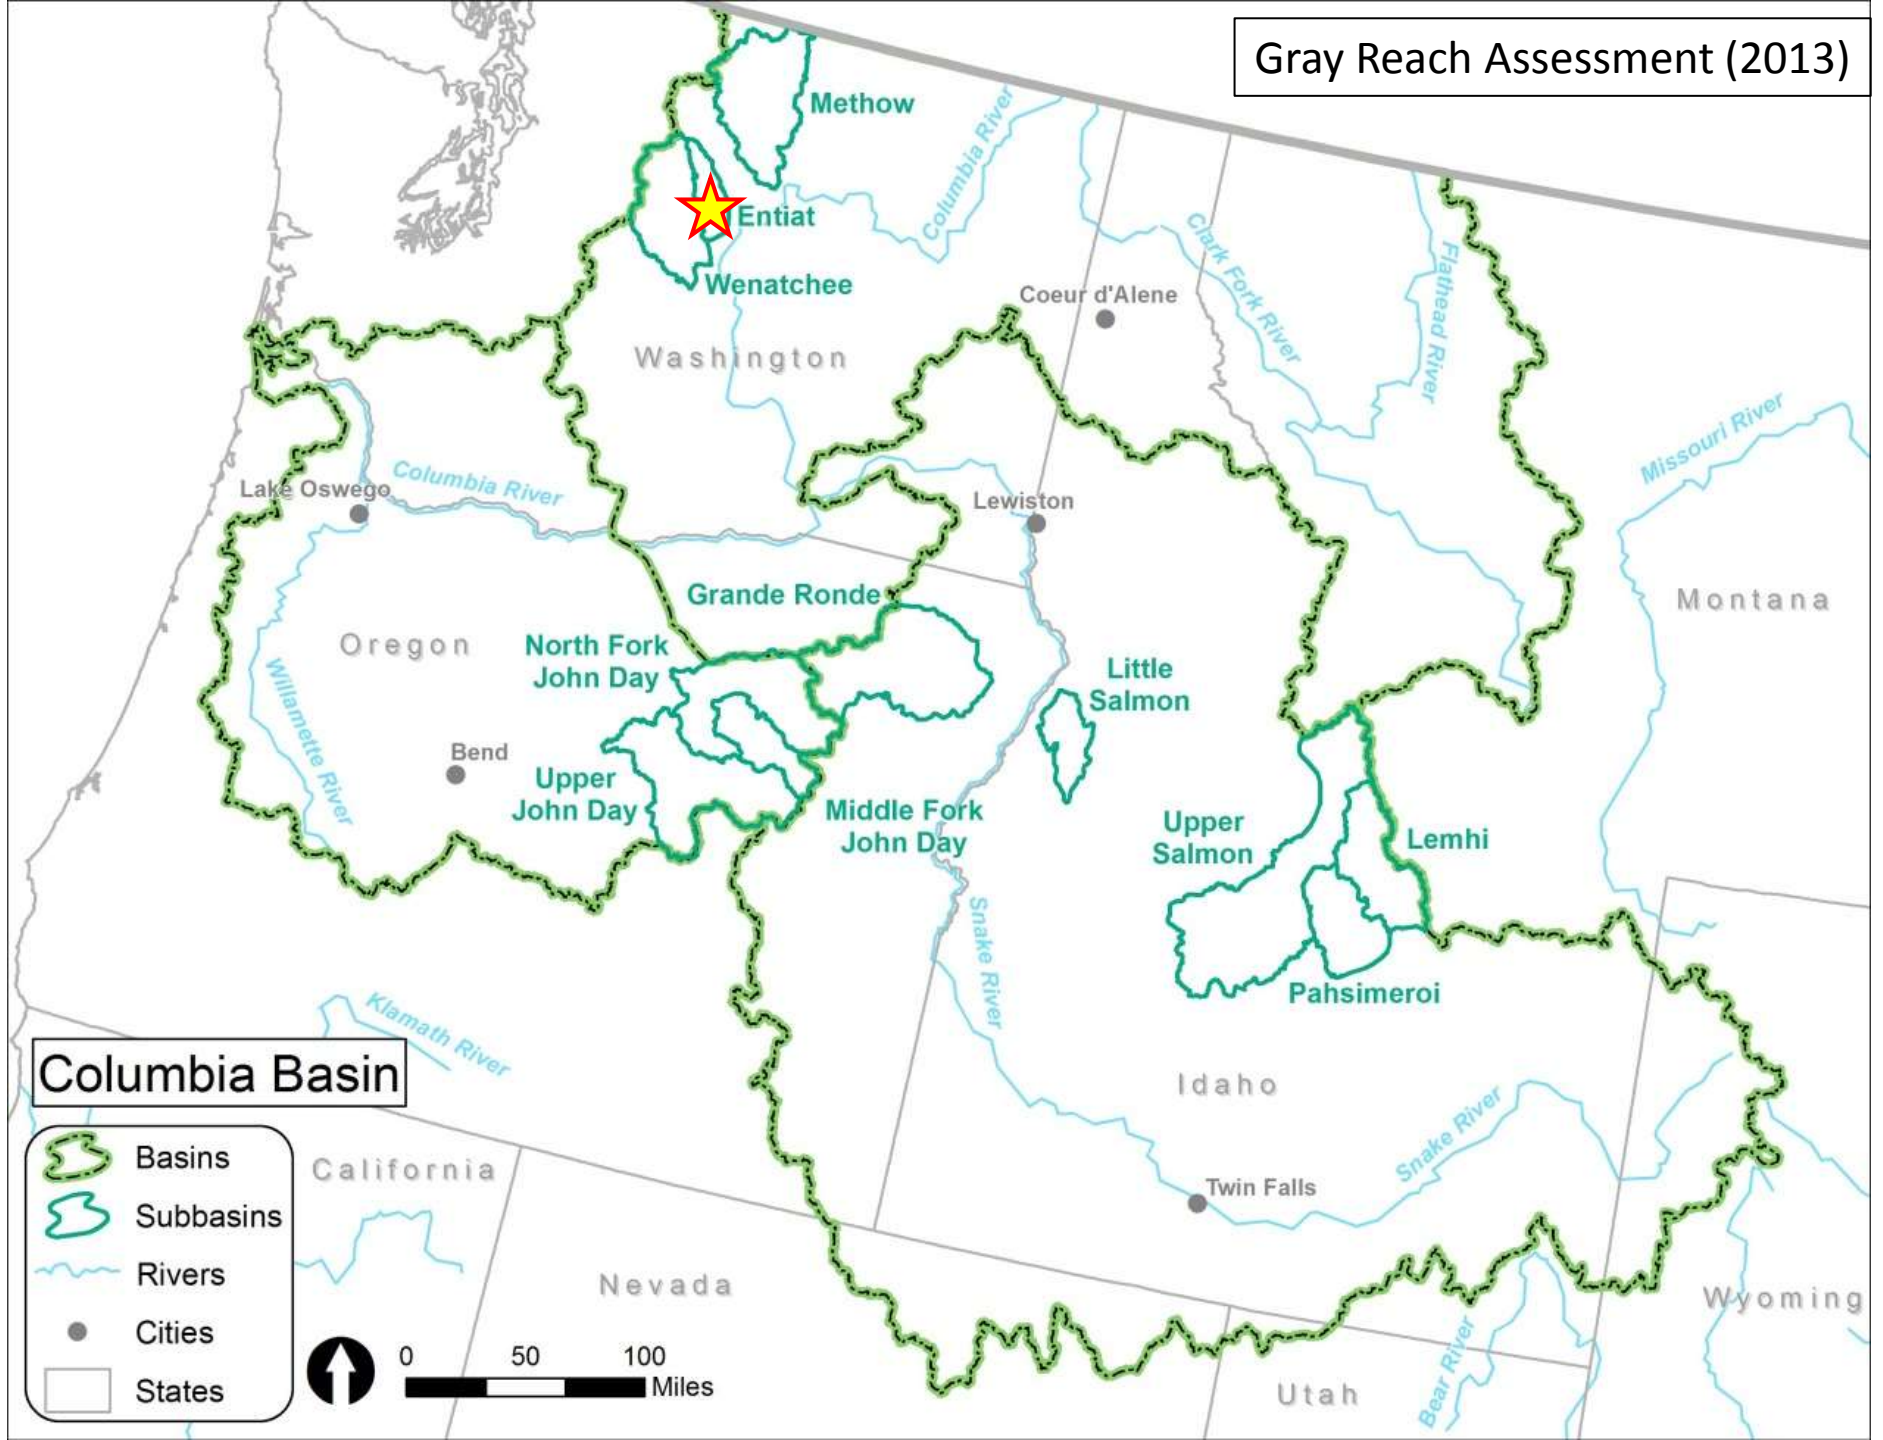 Gray Reach Assessment (2013)
Methow
Columbia River
Entiat
Wenatchee
Clark Fork River
Flathead River
Coeur d'Alene
Washington
Missouri River
Lake Oswego
Columbia River
Lewiston
Grande Ronde
Montana
Oregon
North Fork
John Day
Little
Salmon
Willamette River
Bend
Upper
John Day
Middle Fork
John Day
Upper
Salmon
Lemhi
Snake River
Pahsimeroi
Klamath River
Columbia Basin
Idaho
Snake River
Basins
California
Twin Falls
Subbasins
Rivers
Nevada
Wyoming
Cities
0 50 100
Miles
States
Utah
Bear River